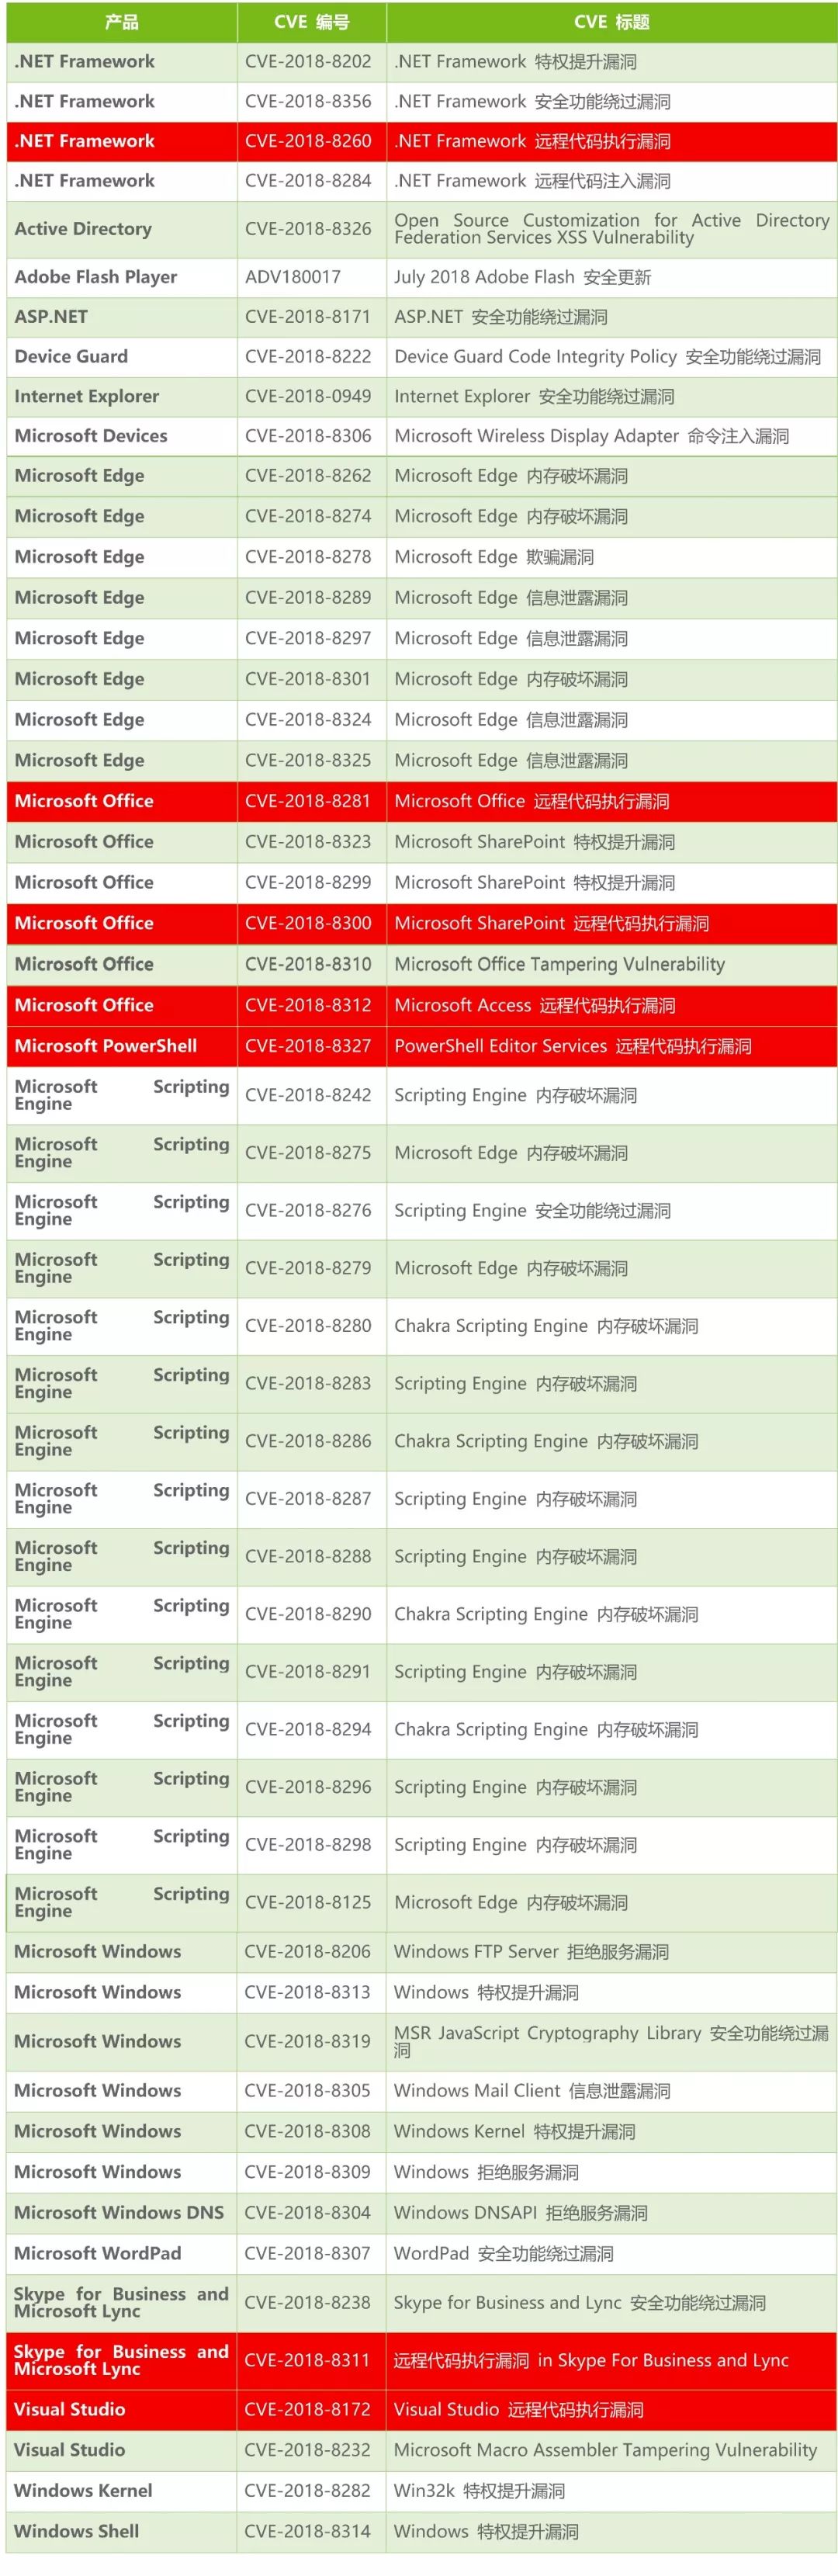 产品 CVE 编号 CVE 标题
.NET Framework CVE-2018-8202 .NET Framework 特权提升漏洞
.NET Framework CVE-2018-8356 .NET Framework 安全功能绕过漏洞
.NET Framework CVE-2018-8260 .NET Framework 远程代码执行漏洞
.NET Framework CVE-2018-8284 .NET Framework 远程代码注入漏洞
Active Directory CVE-2018-8326 Open Source Customization for Active Directory
Federation Services XSS Vulnerability
Adobe Flash Player ADV180017 July 2018 Adobe Flash 安全更新
ASP.NET CVE-2018-8171 ASP.NET 安全功能绕过漏洞
Device Guard CVE-2018-8222 Device Guard Code Integrity Policy 安全功能绕过漏洞
Internet Explorer CVE-2018-0949 Internet Explorer 安全功能绕过漏洞
Microsoft Devices CVE-2018-8306 Microsoft Wireless Display Adapter 命令注入漏洞
Microsoft Edge CVE-2018-8262 Microsoft Edge 内存破坏漏洞
Microsoft Edge CVE-2018-8274 Microsoft Edge 内存破坏漏洞
Microsoft Edge CVE-2018-8278 Microsoft Edge 欺骗漏洞
Microsoft Edge CVE-2018-8289 Microsoft Edge 信息泄露漏洞
Microsoft Edge CVE-2018-8297 Microsoft Edge 信息泄露漏洞
Microsoft Edge CVE-2018-8301 Microsoft Edge 内存破坏漏洞
Microsoft Edge CVE-2018-8324 Microsoft Edge 信息泄露漏洞
Microsoft Edge CVE-2018-8325 Microsoft Edge 信息泄露漏洞
Microsoft Office CVE-2018-8281 Microsoft Office 远程代码执行漏洞
Microsoft Office CVE-2018-8323 Microsoft SharePoint 特权提升漏洞
Microsoft Office CVE-2018-8299 Microsoft SharePoint 特权提升漏洞
Microsoft Office CVE-2018-8300 Microsoft SharePoint 远程代码执行漏洞
Microsoft Office CVE-2018-8310 Microsoft Office Tampering Vulnerability
Microsoft Office CVE-2018-8312 Microsoft Access 远程代码执行漏洞
Microsoft PowerShell CVE-2018-8327 PowerShell Editor Services 远程代码执行漏洞
Microsoft Scripting
Engine CVE-2018-8242 Scripting Engine 内存破坏漏洞
Microsoft Scripting
Engine CVE-2018-8275 Microsoft Edge 内存破坏漏洞
Microsoft Scripting
Engine CVE-2018-8276 Scripting Engine 安全功能绕过漏洞
Microsoft Scripting
Engine CVE-2018-8279 Microsoft Edge 内存破坏漏洞
Microsoft Scripting
Engine CVE-2018-8280 Chakra Scripting Engine 内存破坏漏洞
Microsoft Scripting
Engine CVE-2018-8283 Scripting Engine 内存破坏漏洞
Microsoft Scripting
Engine CVE-2018-8286 Chakra Scripting Engine 内存破坏漏洞
Microsoft Scripting
Engine CVE-2018-8287 Scripting Engine 内存破坏漏洞
Microsoft Scripting
Engine CVE-2018-8288 Scripting Engine 内存破坏漏洞
Microsoft Scripting
Engine CVE-2018-8290 Chakra Scripting Engine 内存破坏漏洞
Microsoft Scripting
Engine CVE-2018-8291 Scripting Engine 内存破坏漏洞
Microsoft Scripting
Engine CVE-2018-8294 Chakra Scripting Engine 内存破坏漏洞
Microsoft Scripting
Engine CVE-2018-8296 Scripting Engine 内存破坏漏洞
Microsoft Scripting
Engine CVE-2018-8298 Scripting Engine 内存破坏漏洞
Microsoft Scripting
Engine CVE-2018-8125 Microsoft Edge 内存破坏漏洞
Microsoft Windows CVE-2018-8206 Windows FTP Server 拒绝服务漏洞
Microsoft Windows CVE-2018-8313 Windows 特权提升漏洞
Microsoft Windows CVE-2018-8319 MSR JavaScript Cryptography Library 安全功能绕过漏
洞
Microsoft Windows CVE-2018-8305 Windows Mail Client 信息泄露漏洞
Microsoft Windows CVE-2018-8308 Windows Kernel 特权提升漏洞
Microsoft Windows CVE-2018-8309 Windows 拒绝服务漏洞
Microsoft Windows DNS CVE-2018-8304 Windows DNSAPI 拒绝服务漏洞
Microsoft WordPad CVE-2018-8307 WordPad 安全功能绕过漏洞
Skype for Business and
Microsoft Lync CVE-2018-8238 Skype for Business and Lync 安全功能绕过漏洞
Skype for Business and
Microsoft Lync CVE-2018-8311 远程代码执行漏洞 in Skype For Business and Lync
Visual Studio CVE-2018-8172 Visual Studio 远程代码执行漏洞
Visual Studio CVE-2018-8232 Microsoft Macro Assembler Tampering Vulnerability
Windows Kernel CVE-2018-8282 Win32k 特权提升漏洞
Windows Shell CVE-2018-8314 Windows 特权提升漏洞